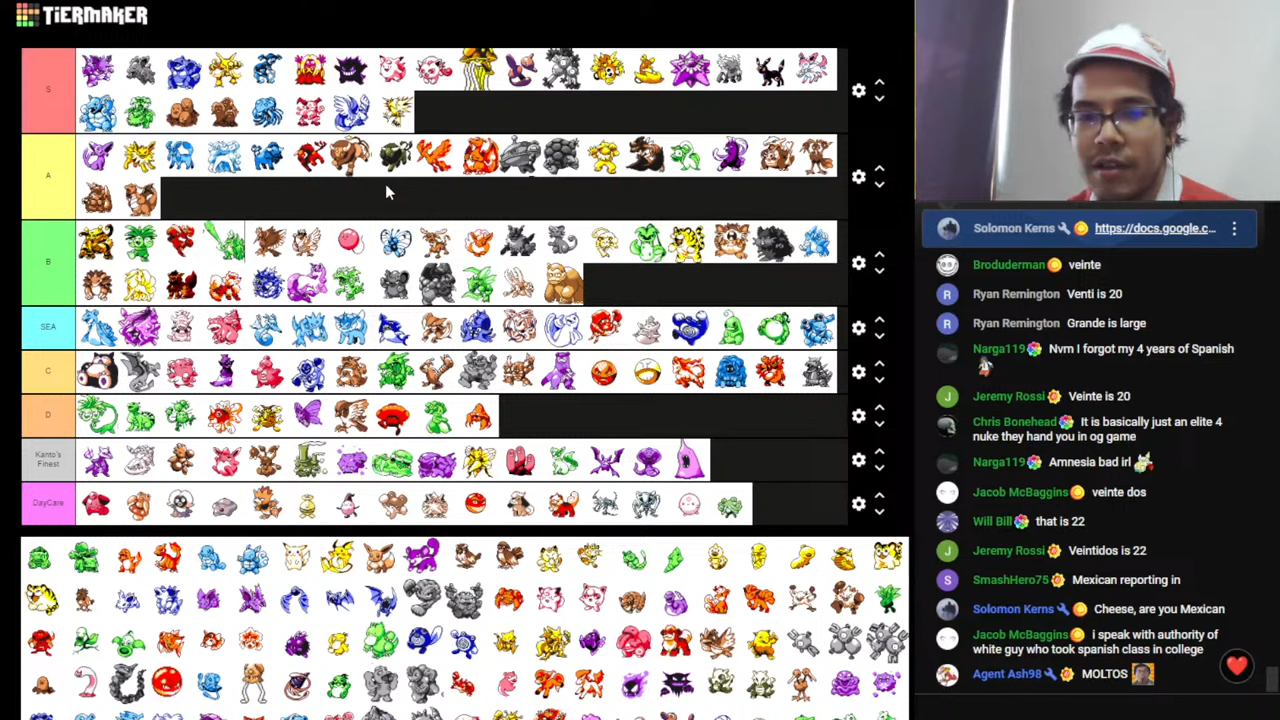 TiERMAKER
S
A
B
SEA
C
D
Kanto's
Finest
DayCare
Solomon Kerns https://docs.google.c...
Broduderman veinte
Ryan Remington Venti is 20
Ryan Remington Grande is large
Narga119 Nvm I forgot my 4 years of Spanish
Jeremy Rossi Veinte is 20
Chris Bonehead It is basically just an elite 4
nuke they hand you in og game
Narga119 Amnesia bad irl
Jacob McBaggins veinte dos
Will Bill that is 22
Jeremy Rossi Veintidos is 22
SmashHero75 Mexican reporting in
Solomon Kerns Cheese, are you Mexican
Jacob McBaggins i speak with authority of
white guy who took spanish class in college
Agent Ash98 MOLTOS